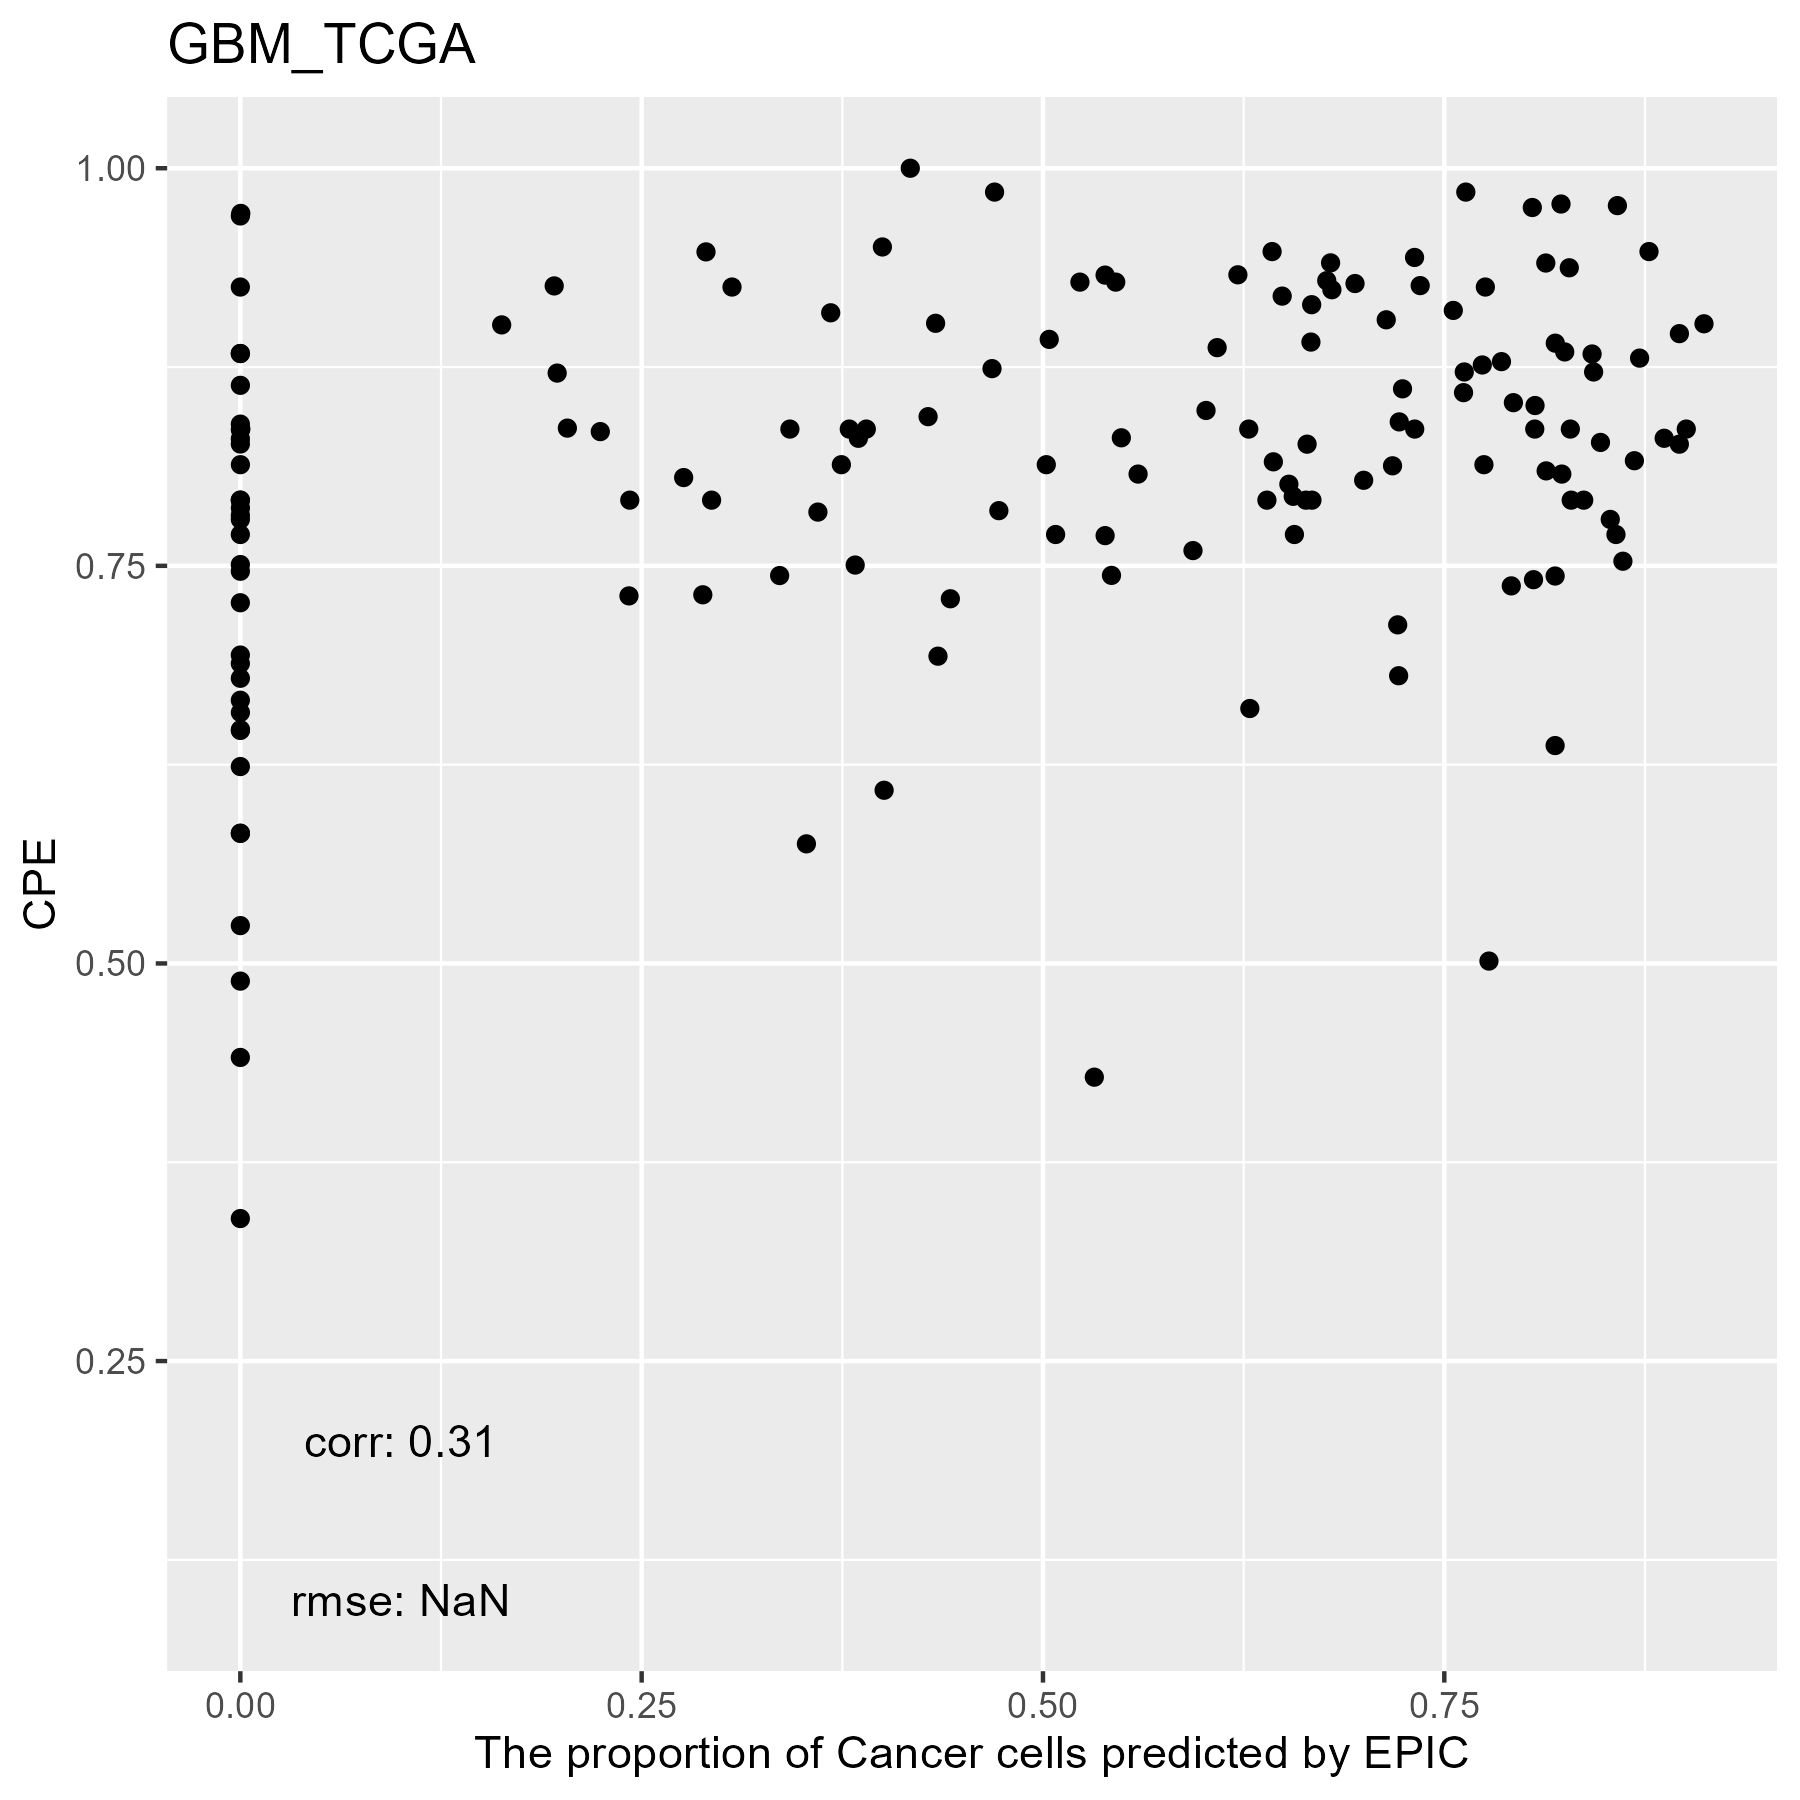 GBM_TCGA
1.00
0.75
0.50
0.25
CPE
corr: 0.31
rmse: NaN
0.00 0.25 0.50 0.75
The proportion of Cancer cells predicted by EPIC